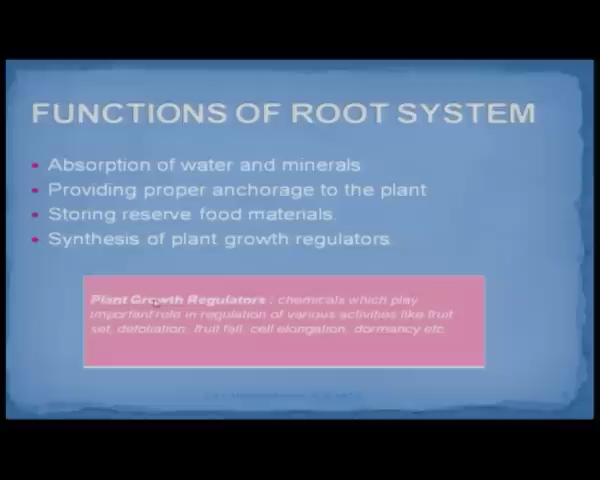 FUNCTIONS OF ROOT SYSTEM
Absorption of water and minerals
Providing proper anchorage to the plant
Storing reserve food materials.
Synthesis of plant growth regulators.
Plant Growth Regulators : chemicals which play
important role in regulation of various activities like fruit
set, defoliation, fruit fall, cell elongation, dormancy etc.